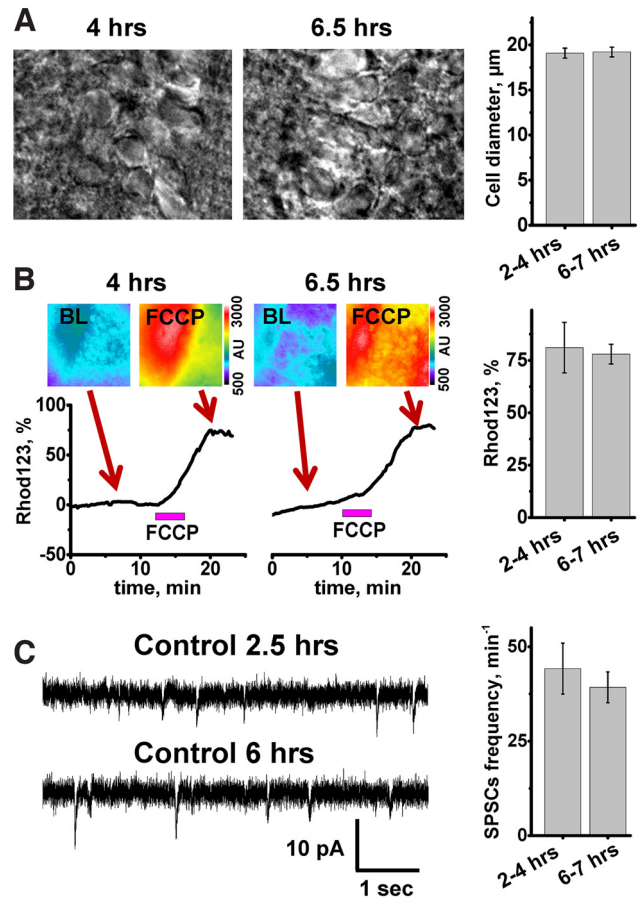 A
4 hrs
6.5 hrs
Cell diameter, µm
20
15
10
5
0
2-4 hrs
6-7 hrs
B
4 hrs
6.5 hrs
BL
FCCP
500 AU 3000
BL
FCCP
500 AU 3000
Rhod123, %
100
50
0
-50
FCCP
FCCP
0
10
20
0
10
20
time, min
time, min
Rhod123, %
75
50
25
0
2-4 hrs
6-7 hrs
C
Control 2.5 hrs
Control 6 hrs
10 pA
1 sec
SPSCs frequency, min-1
50
25
0
2-4 hrs
6-7 hrs